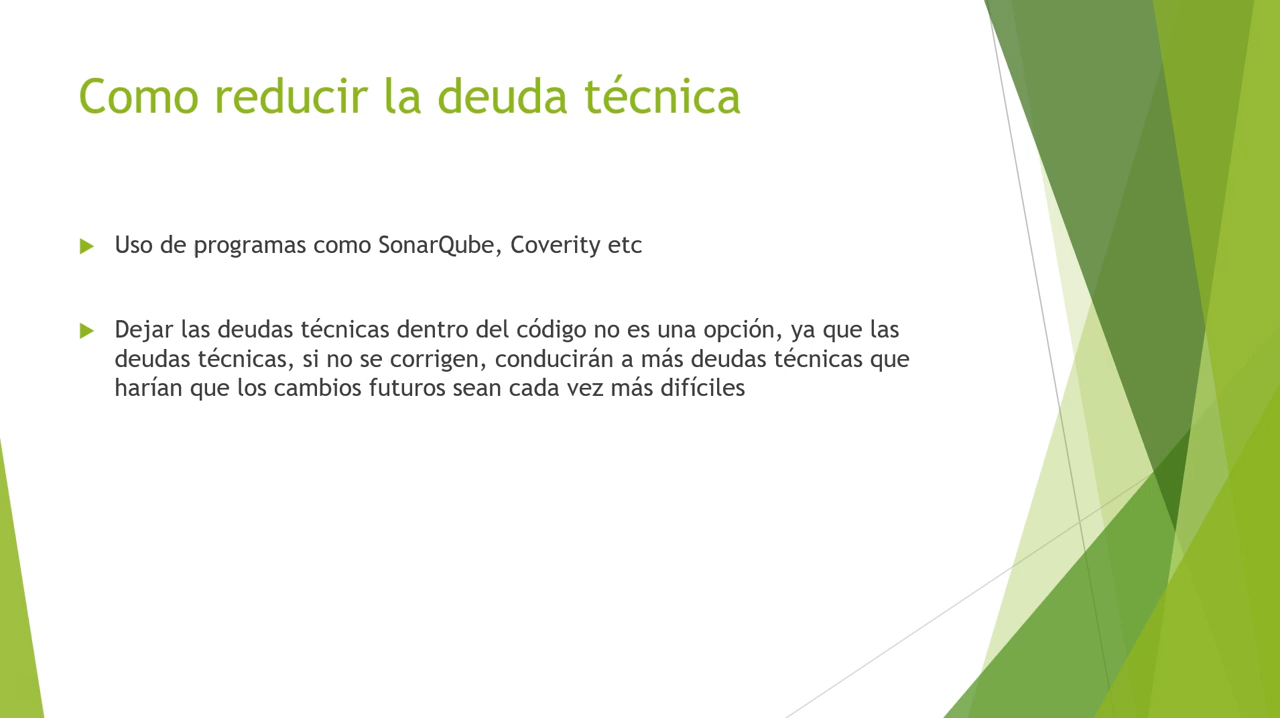 Como reducir la deuda técnica
Uso de programas como SonarQube, Coverity etc
Dejar las deudas técnicas dentro del código no es una opción, ya que las
deudas técnicas, si no se corrigen, conducirán a más deudas técnicas que
harían que los cambios futuros sean cada vez más difíciles